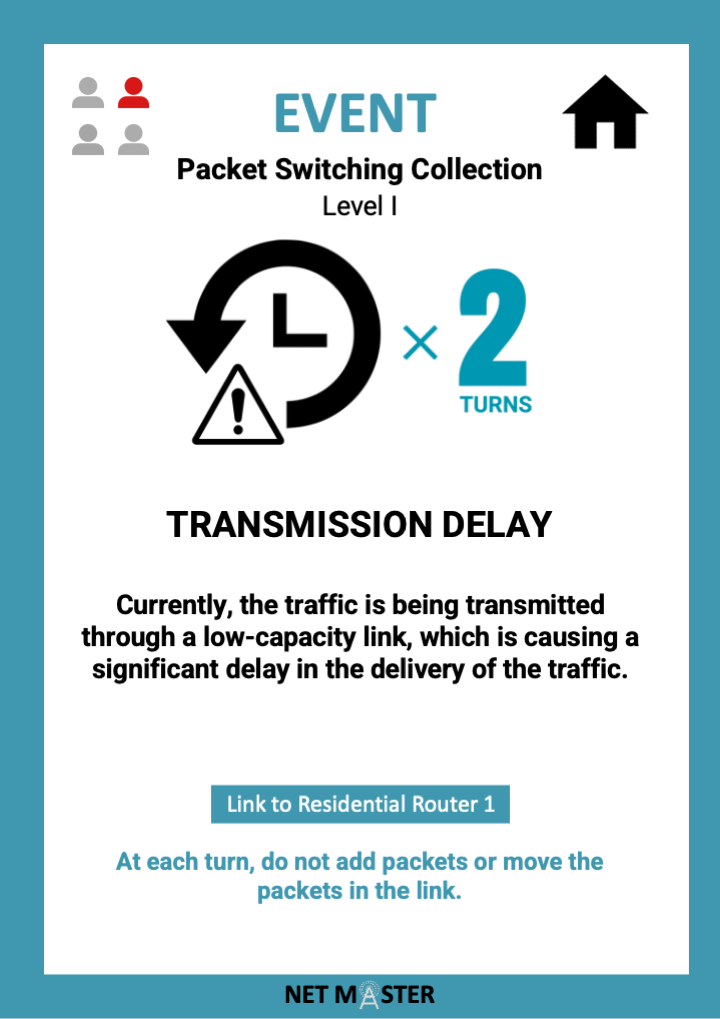 EVENT
Packet Switching Collection
Level I
× 2
TURNS
TRANSMISSION DELAY
Currently, the traffic is being transmitted
through a low-capacity link, which is causing a
significant delay in the delivery of the traffic.
Link to Residential Router 1
At each turn, do not add packets or move the
packets in the link.
NET MASTER